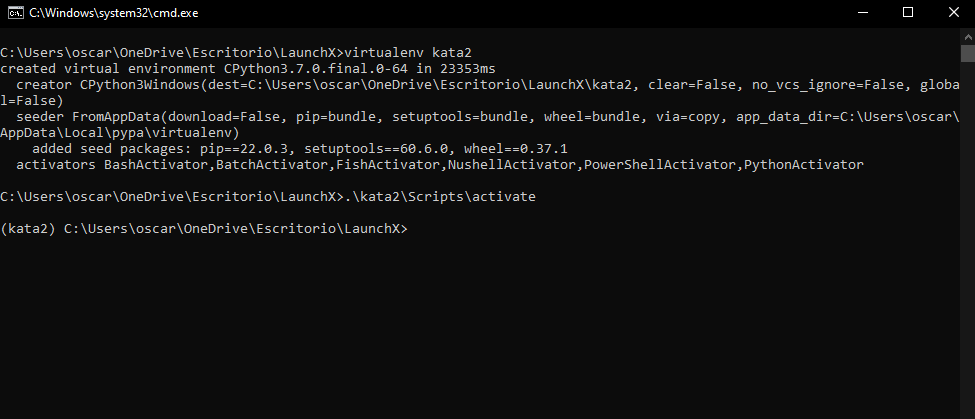 C:\Windows\system32\cmd.exe
C:\Users\oscar\OneDrive\Escritorio\LaunchX>virtualenv kata2
created virtual environment CPython3.7.0.final.0-64 in 23353ms
  creator CPython3Windows(dest=C:\Users\oscar\OneDrive\Escritorio\LaunchX\kata2, clear=False, no_vcs_ignore=False, globa
l=False)
  seeder FromAppData(download=False, pip=bundle, setuptools=bundle, wheel=bundle, via=copy, app_data_dir=C:\Users\oscar\
AppData\Local\pypa\virtualenv)
    added seed packages: pip==22.0.3, setuptools==60.6.0, wheel==0.37.1
  activators BashActivator,BatchActivator,FishActivator,NushellActivator,PowerShellActivator,PythonActivator
C:\Users\oscar\OneDrive\Escritorio\LaunchX>.\kata2\Scripts\activate
(kata2) C:\Users\oscar\OneDrive\Escritorio\LaunchX>